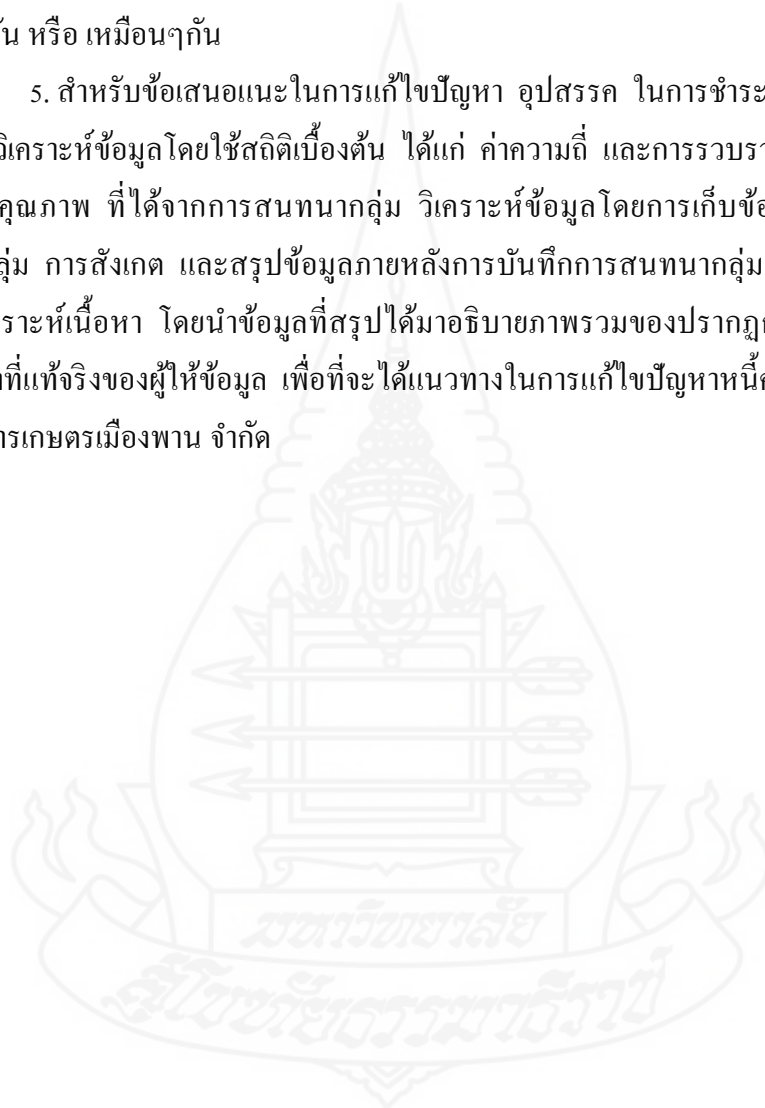 ัน หรือ เหมือนๆกัน
5. สำหรับข้อเสนอแนะในการแก้ไขปัญหา อุปสรรค ในการชำระ
วิเคราะห์ข้อมูลโดยใช้สถิติเบื้องต้น ได้แก่ ค่าความถี่ และการรวบรว
คุณภาพ ที่ได้จากการสนทนากลุ่ม วิเคราะห์ข้อมูลโดยการเก็บข้อ
ลุ่ม การสังเกต และสรุปข้อมูลภายหลังการบันทึกการสนทนากลุ่ม
คราะห์เนื้อหา โดยนำข้อมูลที่สรุปได้มาอธิบายภาพรวมของปรากฏก
ที่แท้จริงของผู้ให้ข้อมูล เพื่อที่จะได้แนวทางในการแก้ไขปัญหาหนี้ค
ารเกษตรเมืองพาน จำกัด
มหาวิทยาลัย
สุโขทัยธรรมาธิราช